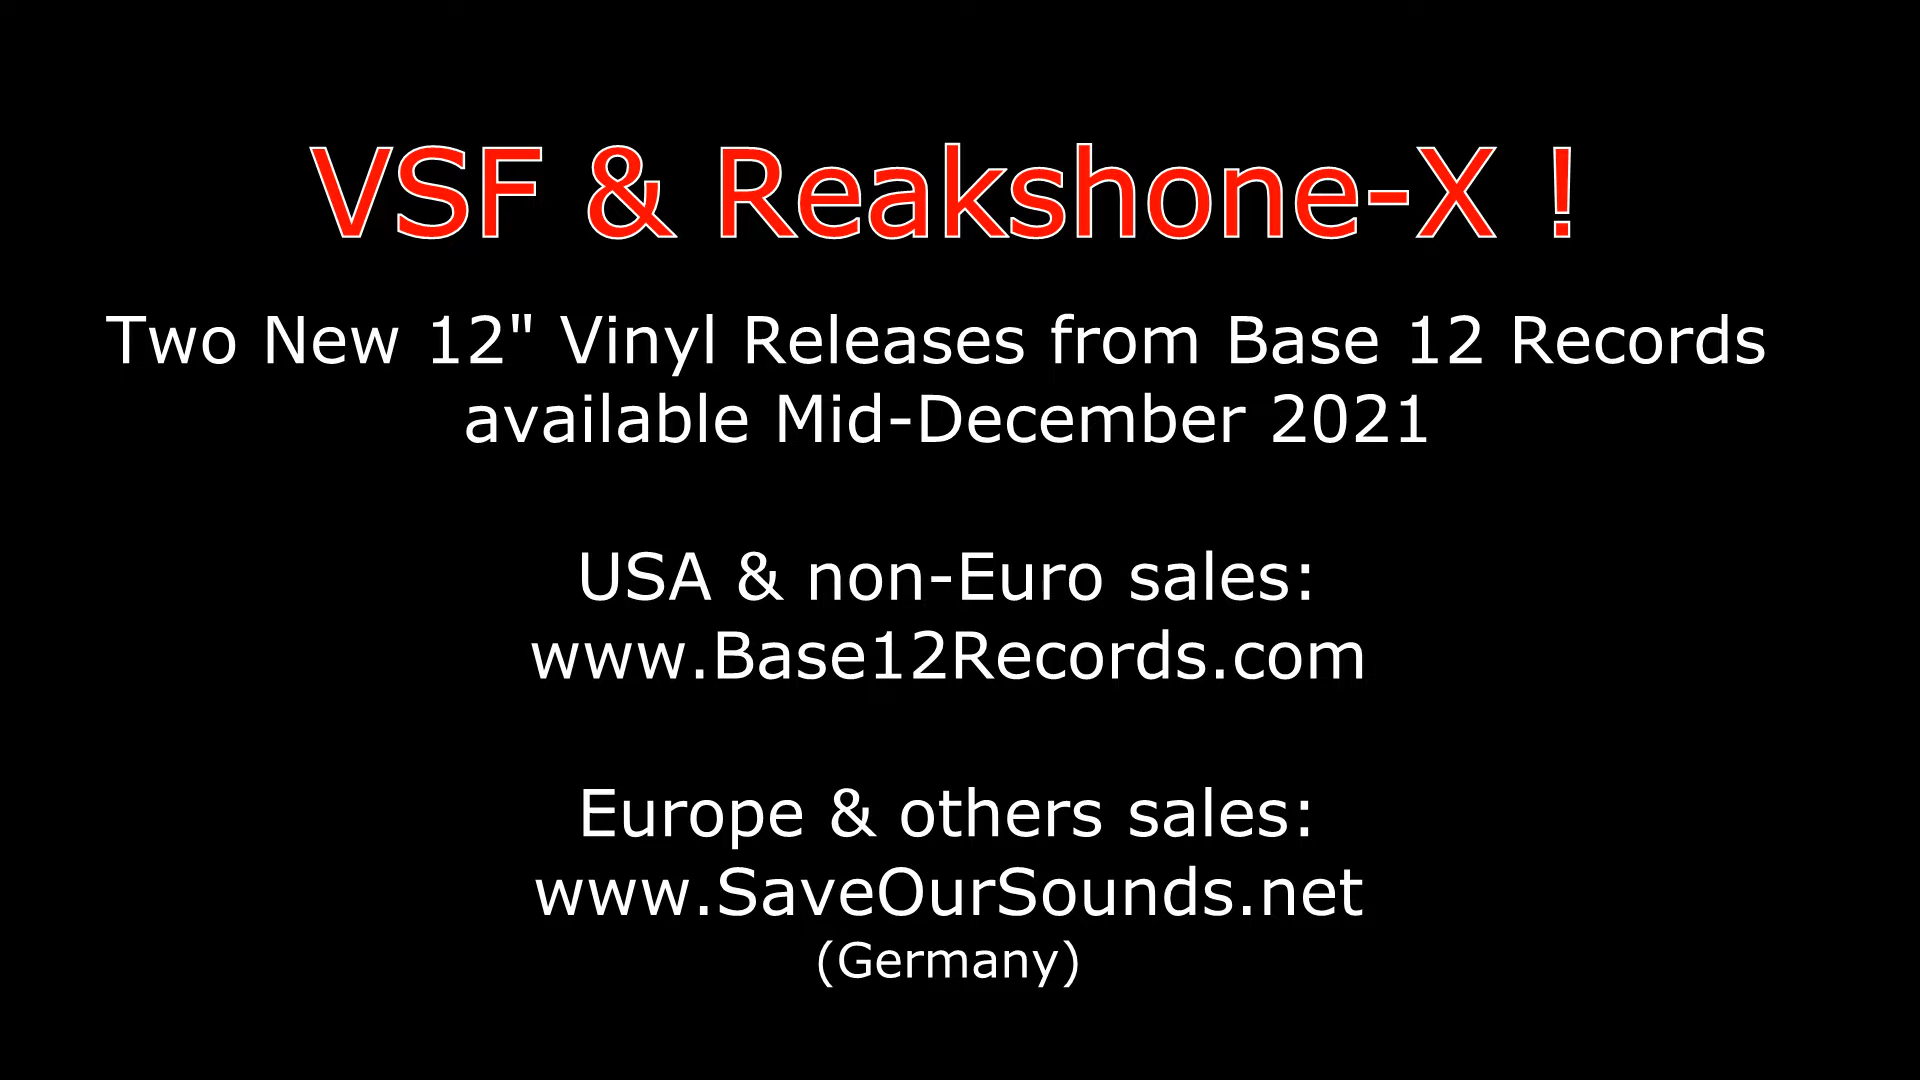 VSF & Reakshone-X !
Two New 12" Vinyl Releases from Base 12 Records
available Mid-December 2021
USA & non-Euro sales:
www.Base12Records.com
Europe & others sales:
www.SaveOurSounds.net
(Germany)